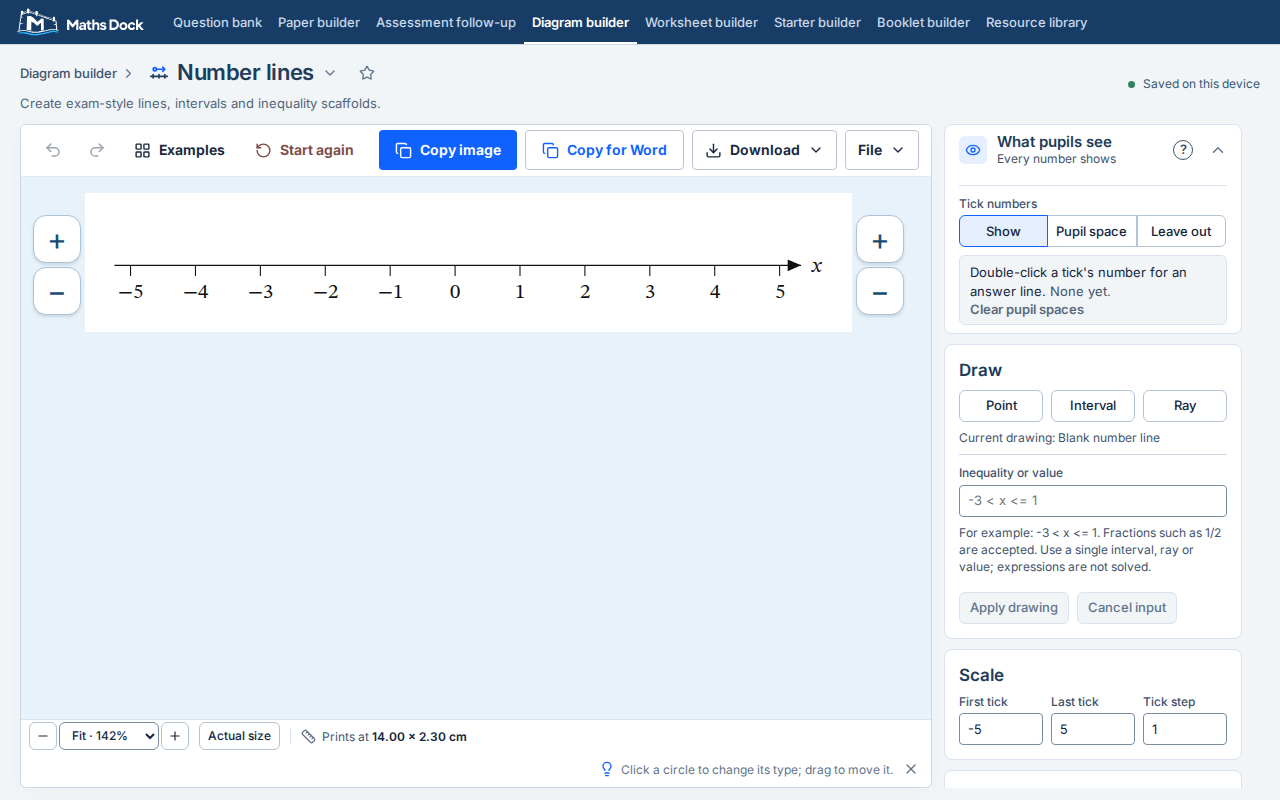 Maths Dock
Question bank
Paper builder
Assessment follow-up
Diagram builder
Worksheet builder
Starter builder
Booklet builder
Resource library
Diagram builder
Number lines
Saved on this device
Create exam-style lines, intervals and inequality scaffolds.
Examples
Start again
Copy image
Copy for Word
Download
File
+
−
−5 −4 −3 −2 −1 0 1 2 3 4 5
x
+
−
− Fit · 142% +
Actual size
Prints at 14.00 × 2.30 cm
Click a circle to change its type; drag to move it.
What pupils see
Every number shows
?
Tick numbers
Show
Pupil space
Leave out
Double-click a tick's number for an
answer line. None yet.
Clear pupil spaces
Draw
Point
Interval
Ray
Current drawing: Blank number line
Inequality or value
-3 < x <= 1
For example: -3 < x <= 1. Fractions such as 1/2
are accepted. Use a single interval, ray or
value; expressions are not solved.
Apply drawing
Cancel input
Scale
First tick Last tick Tick step
-5 5 1